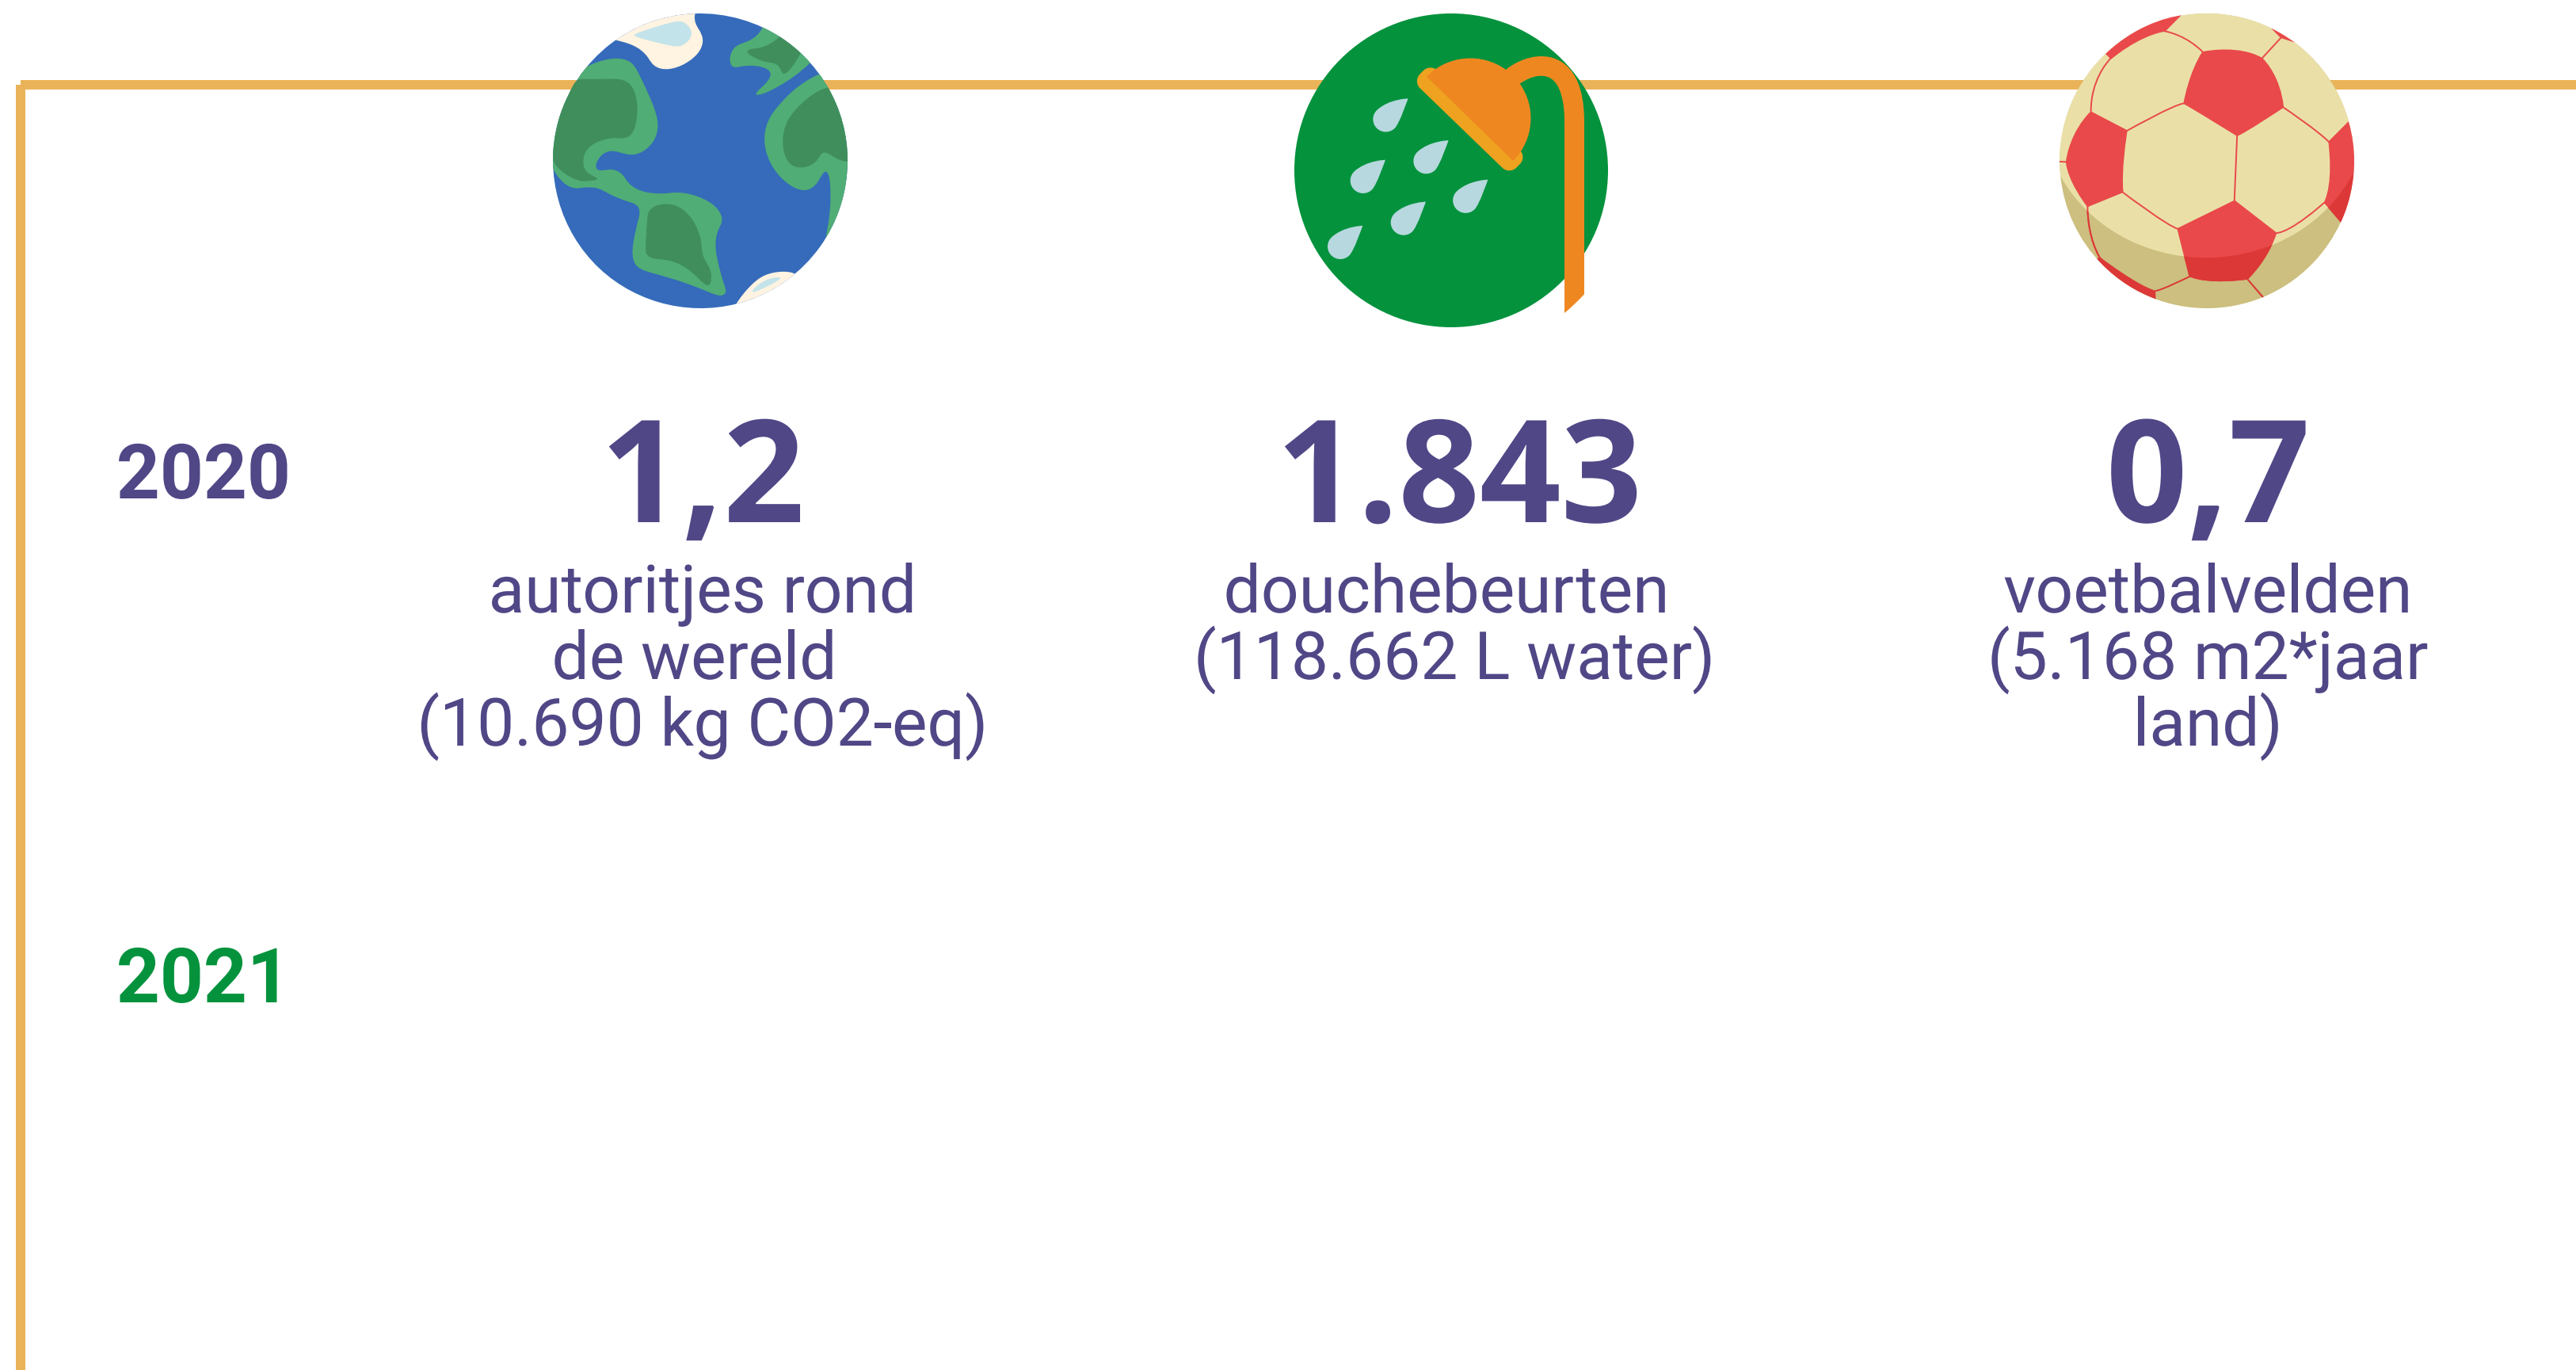 2020
1,2
autoritjes rond
de wereld
(10.690 kg CO2-eq)
1.843
douchebeurten
(118.662 L water)
0,7
voetbalvelden
(5.168 m2*jaar
land)
2021